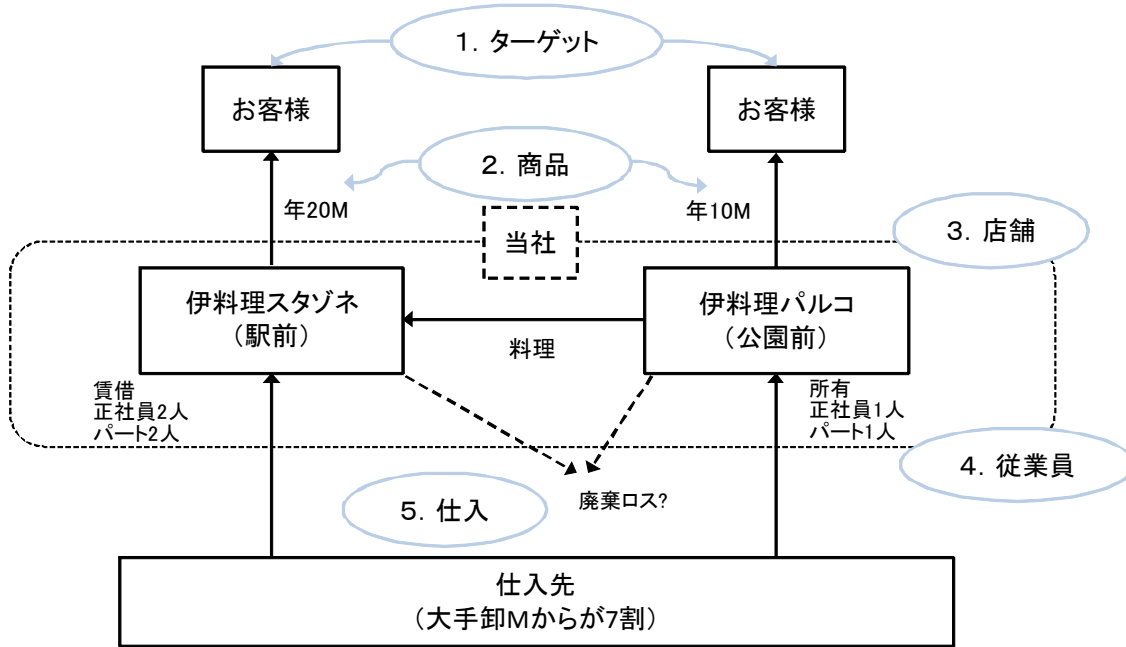 1．ターゲット
お客様
お客様
2．商品
年20M
年10M
当社
3．店舗
伊料理スタゾネ
（駅前）
伊料理パルコ
（公園前）
料理
賃借
正社員2人
パート2人
所有
正社員1人
パート1人
4．従業員
5．仕入
廃棄ロス?
仕入先
（大手卸Mからが7割）